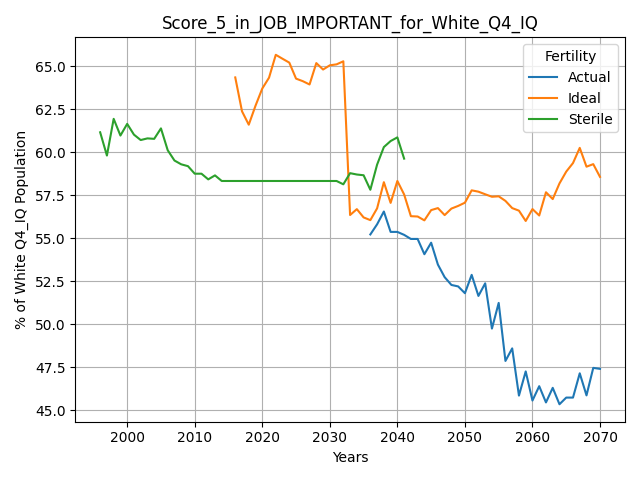 Score_5_in_JOB_IMPORTANT_for_White_Q4_IQ
Fertility
Actual
Ideal
Sterile
65.0
62.5
60.0
57.5
55.0
52.5
50.0
47.5
45.0
% of White Q4_IQ Population
2000 2010 2020 2030 2040 2050 2060 2070
Years